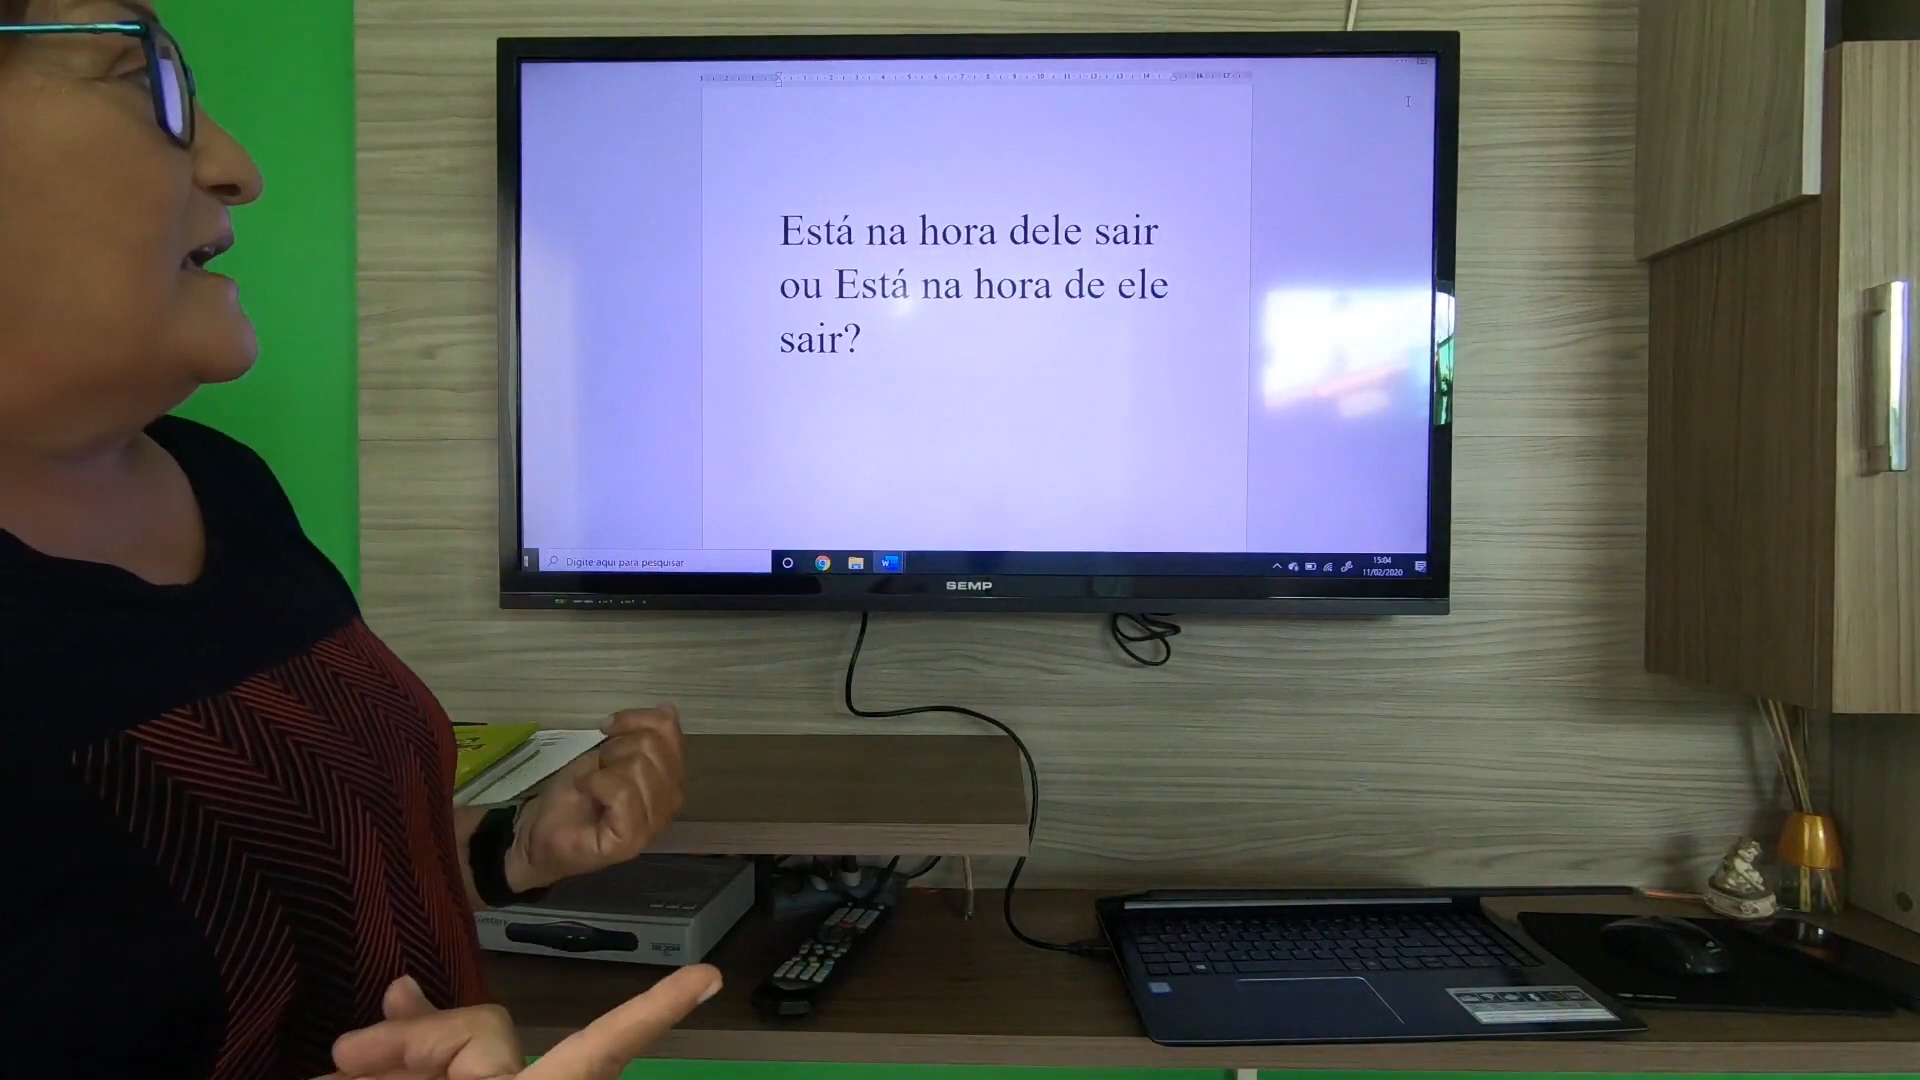 Está na hora dele sair
ou Está na hora de ele
sair?
Digite aqui para pesquisar
15:04
11/02/2020
SEMP